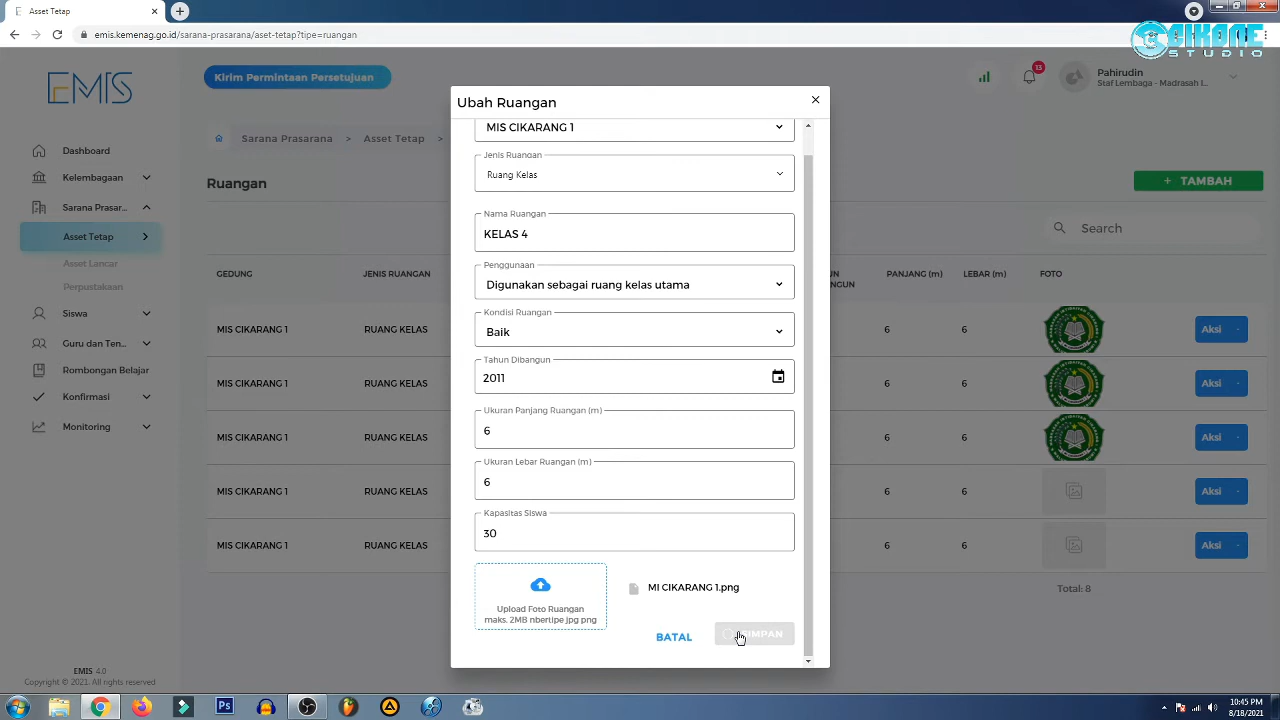 Asset Tetap
emis.kemenag.go.id/sarana-prasarana/aset-tetap?tipe=ruangan
CIKANE
STUDIO
EMIS
Kirim Permintaan Persetujuan
13
Pahirudin
Staf Lembaga - Madrasah I...
Dashboard
Kelembagaan
Sarana Prasar...
Asset Tetap
Asset Lancar
Perpustakaan
Siswa
Guru dan Ten...
Rombongan Belajar
Konfirmasi
Monitoring
EMIS 4.0
Copyright © 2021. All rights reserved
Sarana Prasarana > Asset Tetap >
Ruangan
+ TAMBAH
Search
GEDUNG JENIS RUANGAN PANJANG (m) LEBAR (m) FOTO
MIS CIKARANG 1 RUANG KELAS 6 6 Aksi
MIS CIKARANG 1 RUANG KELAS 6 6 Aksi
MIS CIKARANG 1 RUANG KELAS 6 6 Aksi
MIS CIKARANG 1 RUANG KELAS 6 6 Aksi
MIS CIKARANG 1 RUANG KELAS 6 6 Aksi
Total: 8
Ubah Ruangan
MIS CIKARANG 1
Jenis Ruangan
Ruang Kelas
Nama Ruangan
KELAS 4
Penggunaan
Digunakan sebagai ruang kelas utama
Kondisi Ruangan
Baik
Tahun Dibangun
2011
Ukuran Panjang Ruangan (m)
6
Ukuran Lebar Ruangan (m)
6
Kapasitas Siswa
30
Upload Foto Ruangan
maks. 2MB nbertipe jpg png
MI CIKARANG 1.png
BATAL
10:45 PM
8/18/2021